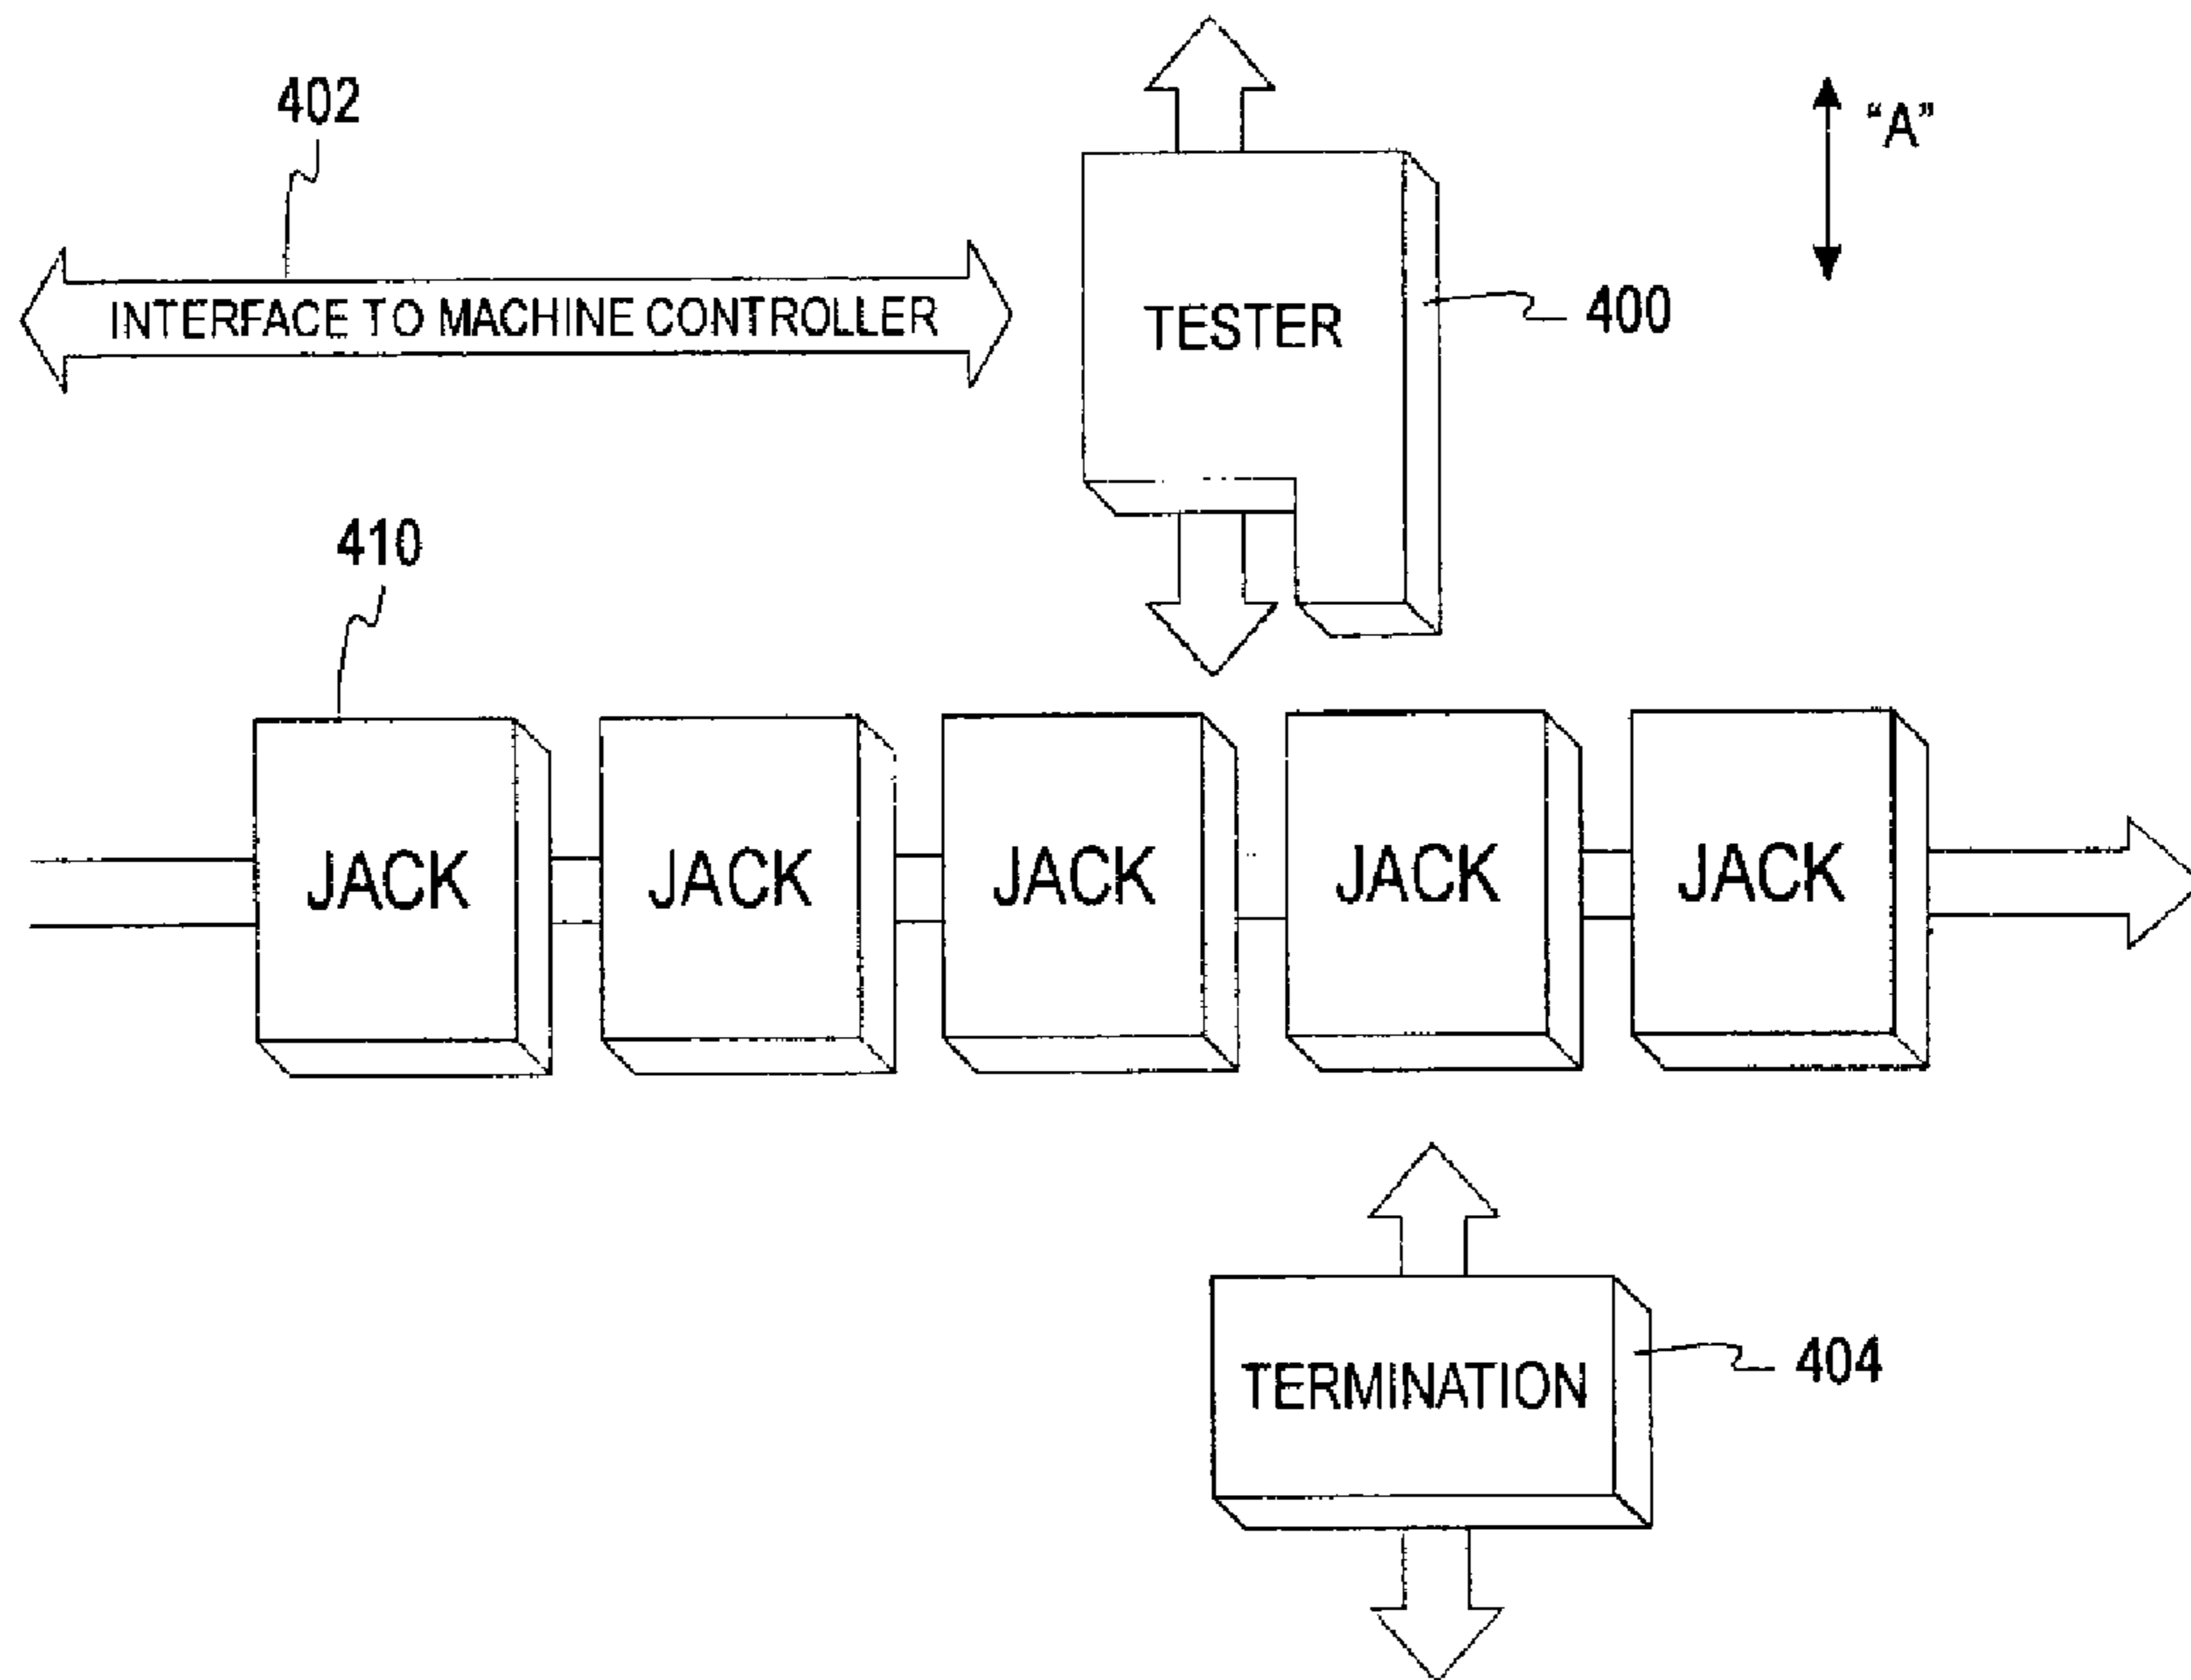 402
"A"
INTERFACE TO MACHINE CONTROLLER
TESTER
400
410
JACK JACK JACK JACK JACK
TERMINATION
404